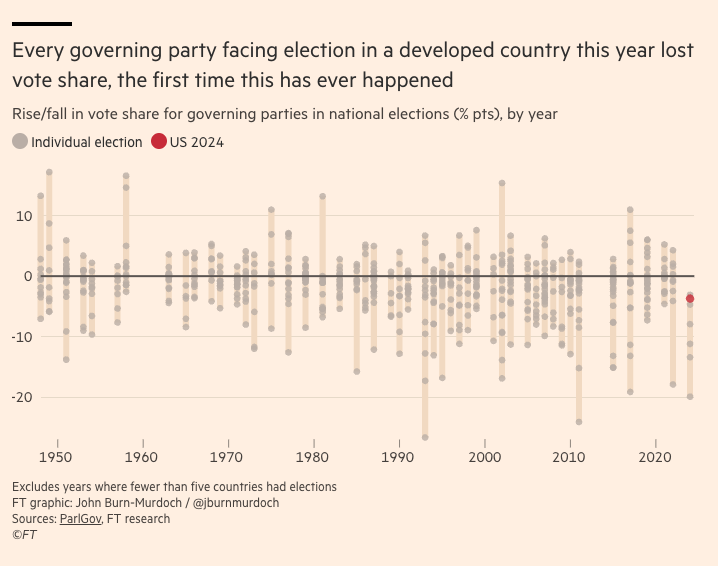 Every governing party facing election in a developed country this year lost
vote share, the first time this has ever happened
Rise/fall in vote share for governing parties in national elections (% pts), by year
Individual election US 2024
10
0
-10
-20
1950 1960 1970 1980 1990 2000 2010 2020
Excludes years where fewer than five countries had elections
FT graphic: John Burn-Murdoch / @jburnmurdoch
Sources: ParlGov, FT research
©FT